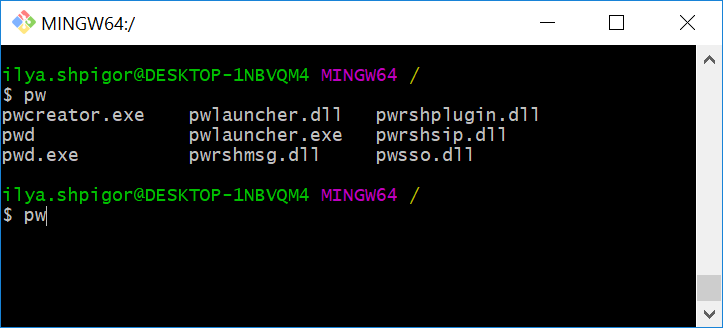 MINGW64:/
ilya.shpigor@DESKTOP-1NBVQM4 MINGW64 /
$ pw
pwcreator.exe    pwlauncher.dll   pwrshplugin.dll
pwd              pwlauncher.exe   pwrshsip.dll
pwd.exe          pwrshmsg.dll     pwsso.dll
ilya.shpigor@DESKTOP-1NBVQM4 MINGW64 /
$ pw